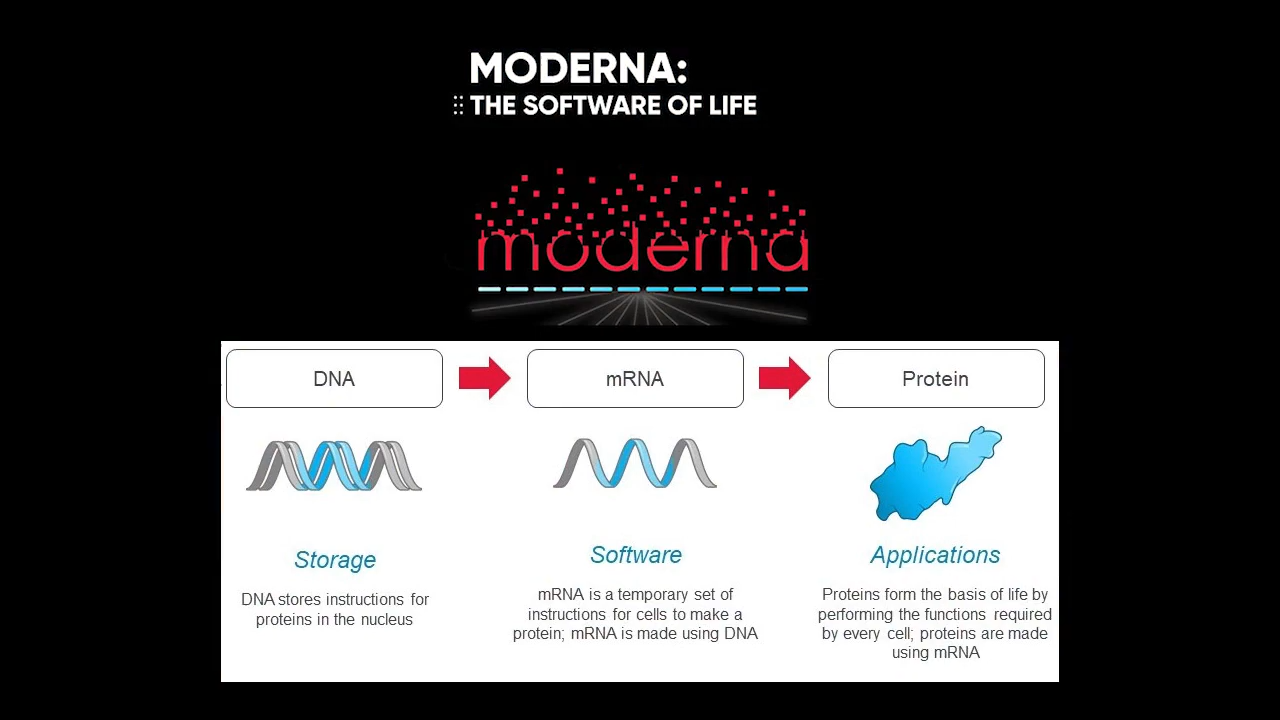 MODERNA:
THE SOFTWARE OF LIFE
moderna
DNA
mRNA
Protein
Storage
DNA stores instructions for
proteins in the nucleus
Software
mRNA is a temporary set of
instructions for cells to make a
protein; mRNA is made using DNA
Applications
Proteins form the basis of life by
performing the functions required
by every cell; proteins are made
using mRNA